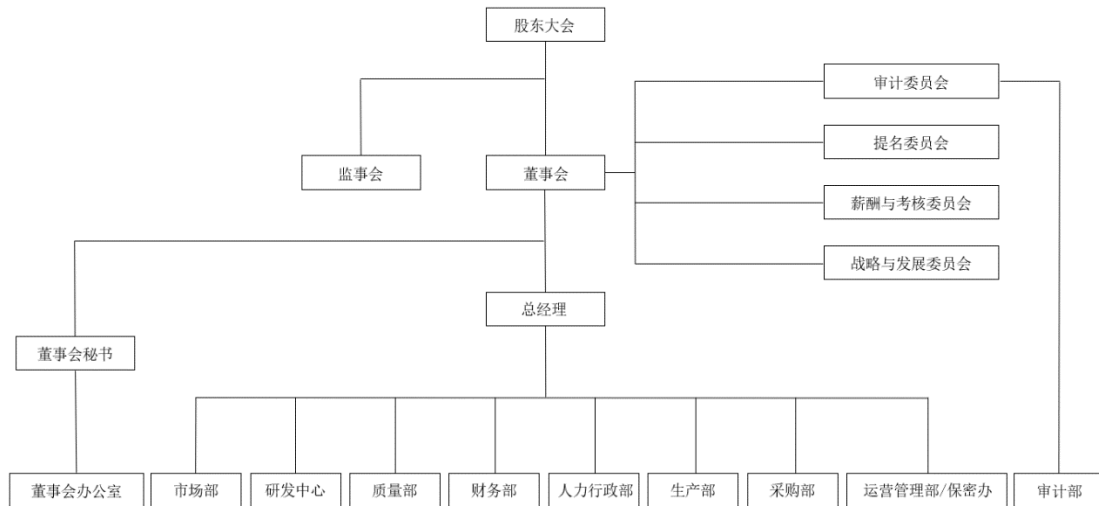 股东大会
审计委员会
提名委员会
监事会
董事会
薪酬与考核委员会
战略与发展委员会
总经理
董事会秘书
董事会办公室
市场部
研发中心
质量部
财务部
人力行政部
生产部
采购部
运营管理部/保密办
审计部